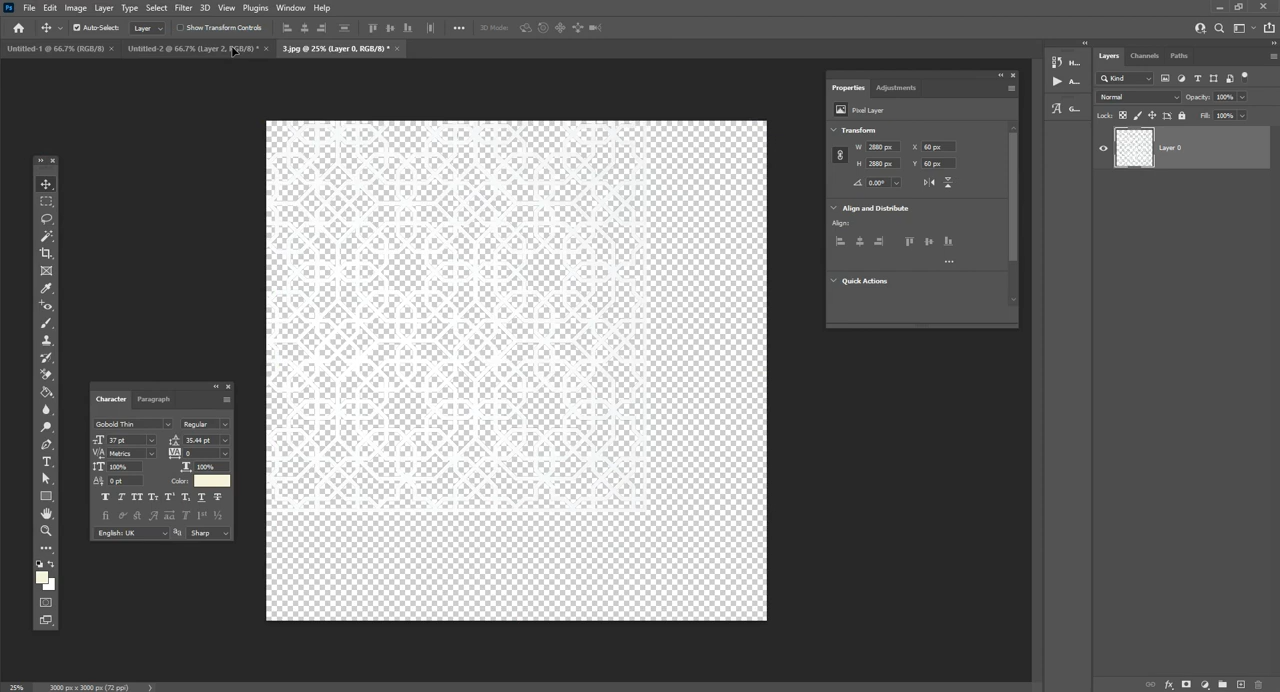 Ps File Edit Image Layer Type Select Filter 3D View Plugins Window Help
Auto-Select: Layer Show Transform Controls 3D Mode:
Untitled-1 @ 66.7% (RGB/8) × Untitled-2 @ 66.7% (Layer 2, RGB/8) * × 3.jpg @ 25% (Layer 0, RGB/8) * ×
H...
A...
G...
Layers Channels Paths
Kind
Normal Opacity: 100%
Lock: Fill: 100%
Layer 0
Properties Adjustments
Pixel Layer
Transform
W 2880 px X 60 px
H 2880 px Y 60 px
0.00°
Align and Distribute
Align:
Quick Actions
Character Paragraph
Gobold Thin Regular
37 pt 35.44 pt
Metrics 0
100% 100%
0 pt Color:
English: UK Sharp
25% 3000 px x 3000 px (72 ppi)